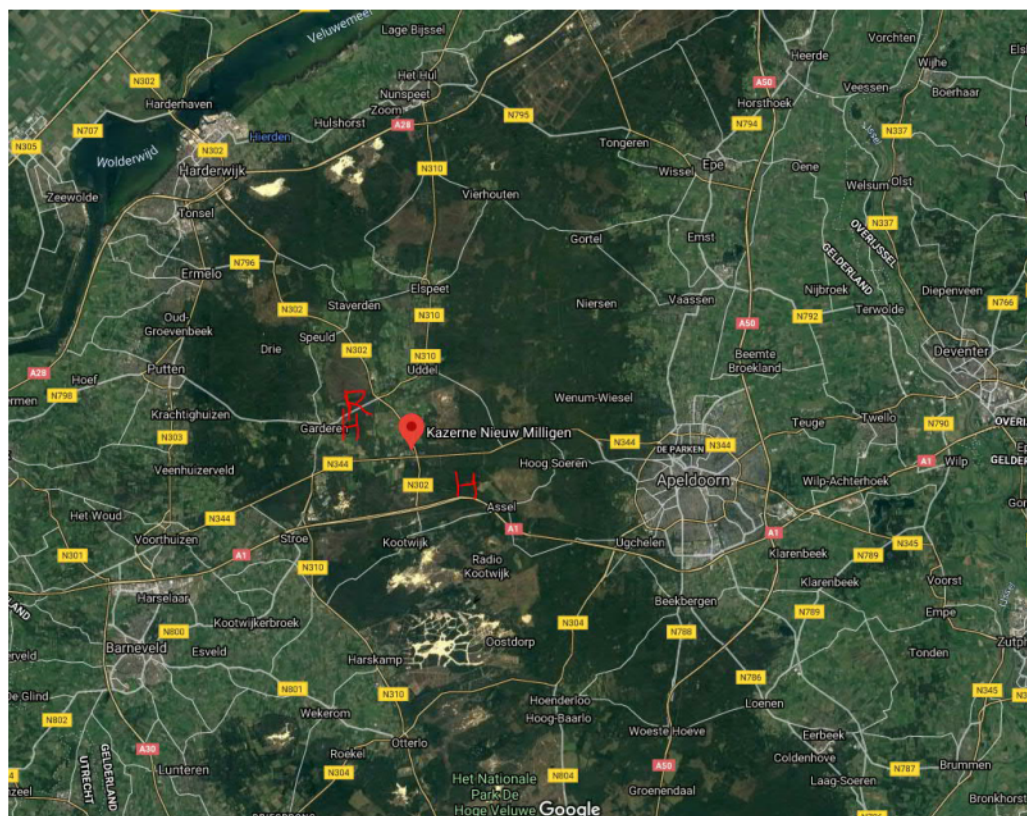 Veluwemeer
Lage Bijssel
Vorchten
Heerde
Wijhe
N302
Het Hul
A50
Veessen
Boerhaar
Harderhaven
Nunspeet
Zoom
Horsthoek
N707
Hulshorst
A28
N795
N794
N337
N305
Hierden
IJssel
Wolderwijd
N302
Tongeren
Epe
Oene
Harderwijk
N310
Wissel
Welsum
Olst
Zeewolde
Vierhouten
Tonsel
N337
Gortel
Emst
OVERIJSSEL
GELDERLAND
N796
Ermelo
Elspeet
Nijbroek
Diepenveen
Staverden
Niersen
Vaassen
N766
N302
N310
N792
Terwolde
Oud-
Groevenbeek
Speuld
A50
Drie
N302
N310
Beemte
Broekland
Deventer
A28
Hoef
Putten
Uddel
N798
Wenum-Wiesel
Twello
R
H
Krachtighuizen
Garderen
Kazerne Nieuw Milligen
Teuge
N790
N303
N344
DE PARKEN
N344
A1
Wilp
Veenhuizerveld
N344
Hoog Soeren
Apeldoorn
Wilp-Achterhoek
N302
H
Het Woud
N344
Assel
Voorthuizen
Stroe
Kootwijk
A1
Ugchelen
A1
N345
N301
A1
N310
Radio
Kootwijk
Klarenbeek
N789
Voorst
Harselaar
Klarenbeek
Beekbergen
N789
Empe
Kootwijkerbroek
N304
N800
N788
Oostdorp
Barneveld
Esveld
Tonden
Harskamp
N786
N345
De Glind
N801
N310
Hoenderloo
Loenen
Wekerom
Hoog-Baarlo
N802
Woeste Hoeve
Otterlo
Eerbeek
A30
Roekel
Coldenhove
GELDERLAND
UTRECHT
Lunteren
N304
N804
A50
N787
Brummen
Het Nationale
Park De
Hoge Veluwe
Laag-Soeren
Groenendaal
Google